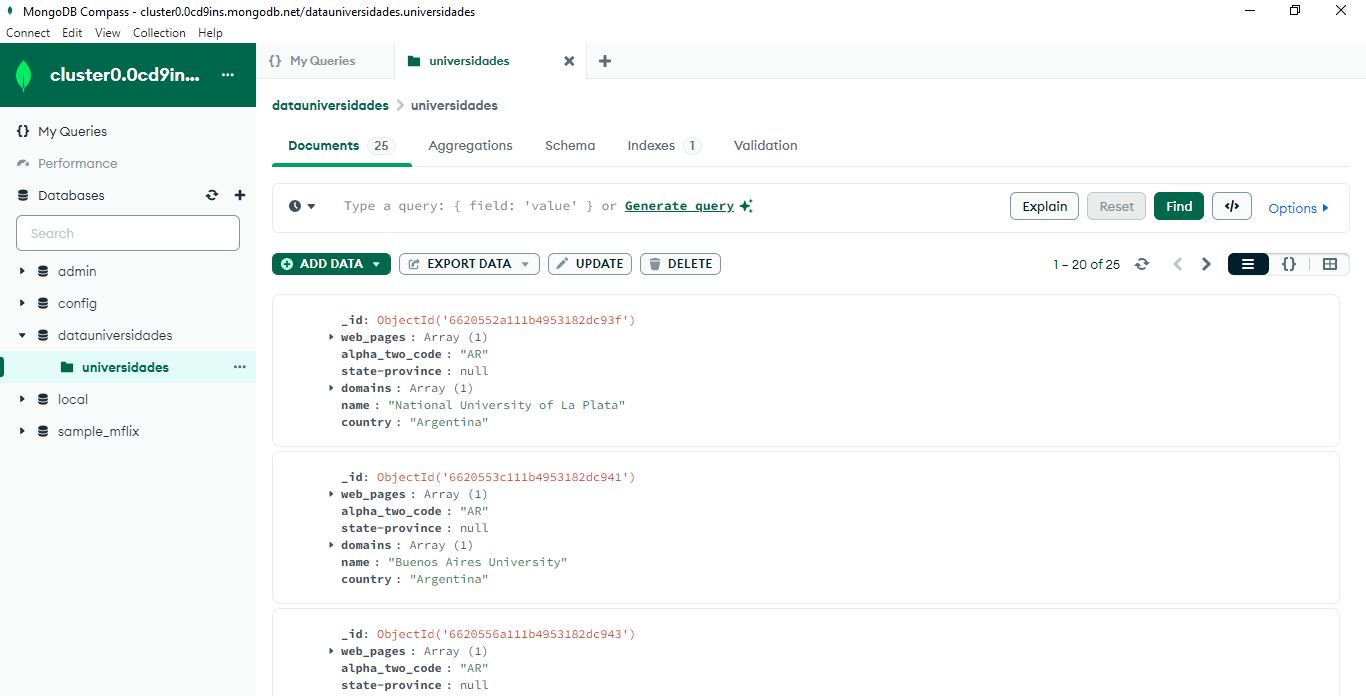 MongoDB Compass - cluster0.0cd9ins.mongodb.net/datauniversidades.universidades
Connect Edit View Collection Help
cluster0.0cd9in... ...
My Queries
Performance
Databases
Search
admin
config
datauniversidades
universidades ...
local
sample_mflix
{} My Queries
universidades
datauniversidades > universidades
Documents 25 Aggregations Schema Indexes 1 Validation
Type a query: { field: 'value' } or Generate query
Explain Reset Find </> Options
ADD DATA EXPORT DATA UPDATE DELETE
1 – 20 of 25 {}
_id: ObjectId('6620552a111b4953182dc93f')
web_pages : Array (1)
alpha_two_code : "AR"
state-province : null
domains : Array (1)
name : "National University of La Plata"
country : "Argentina"
_id: ObjectId('6620553c111b4953182dc941')
web_pages : Array (1)
alpha_two_code : "AR"
state-province : null
domains : Array (1)
name : "Buenos Aires University"
country : "Argentina"
_id: ObjectId('6620556a111b4953182dc943')
web_pages : Array (1)
alpha_two_code : "AR"
state-province : null